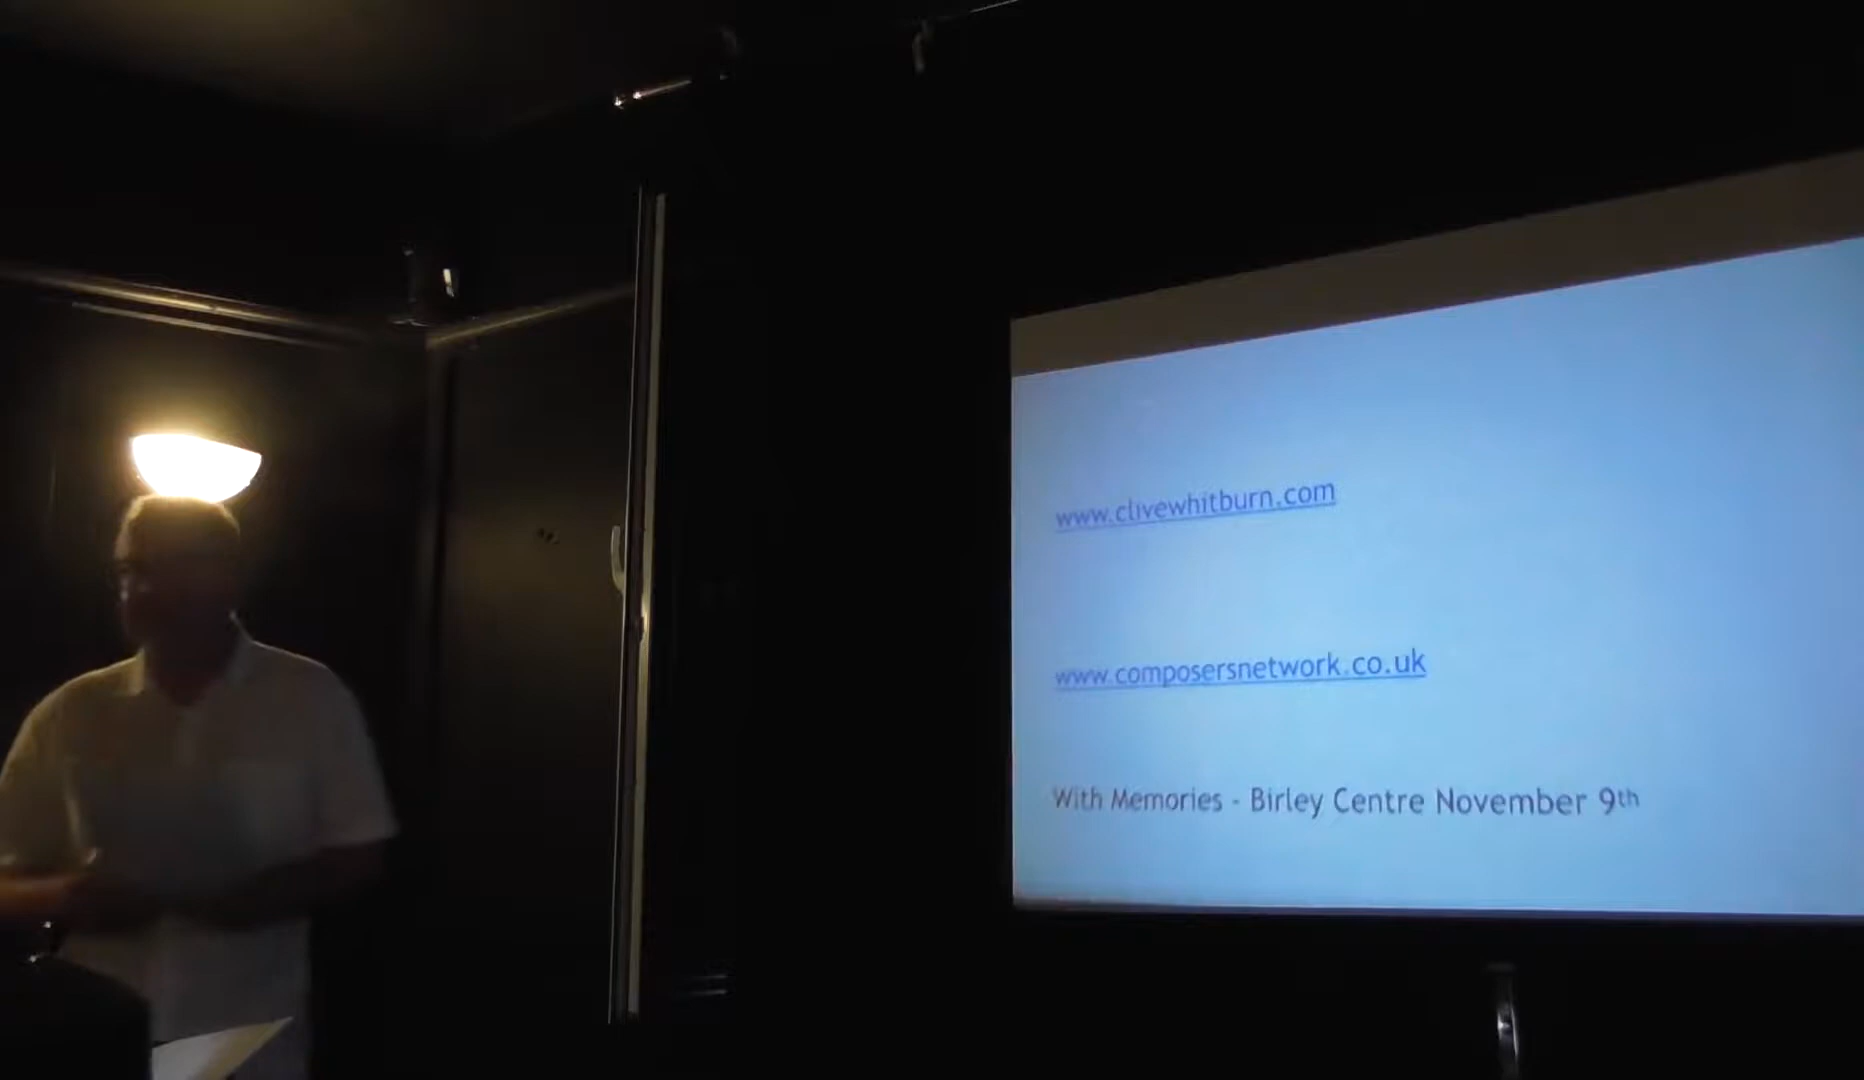 www.clivewhitburn.com
www.composersnetwork.co.uk
With Memories - Birley Centre November 9th